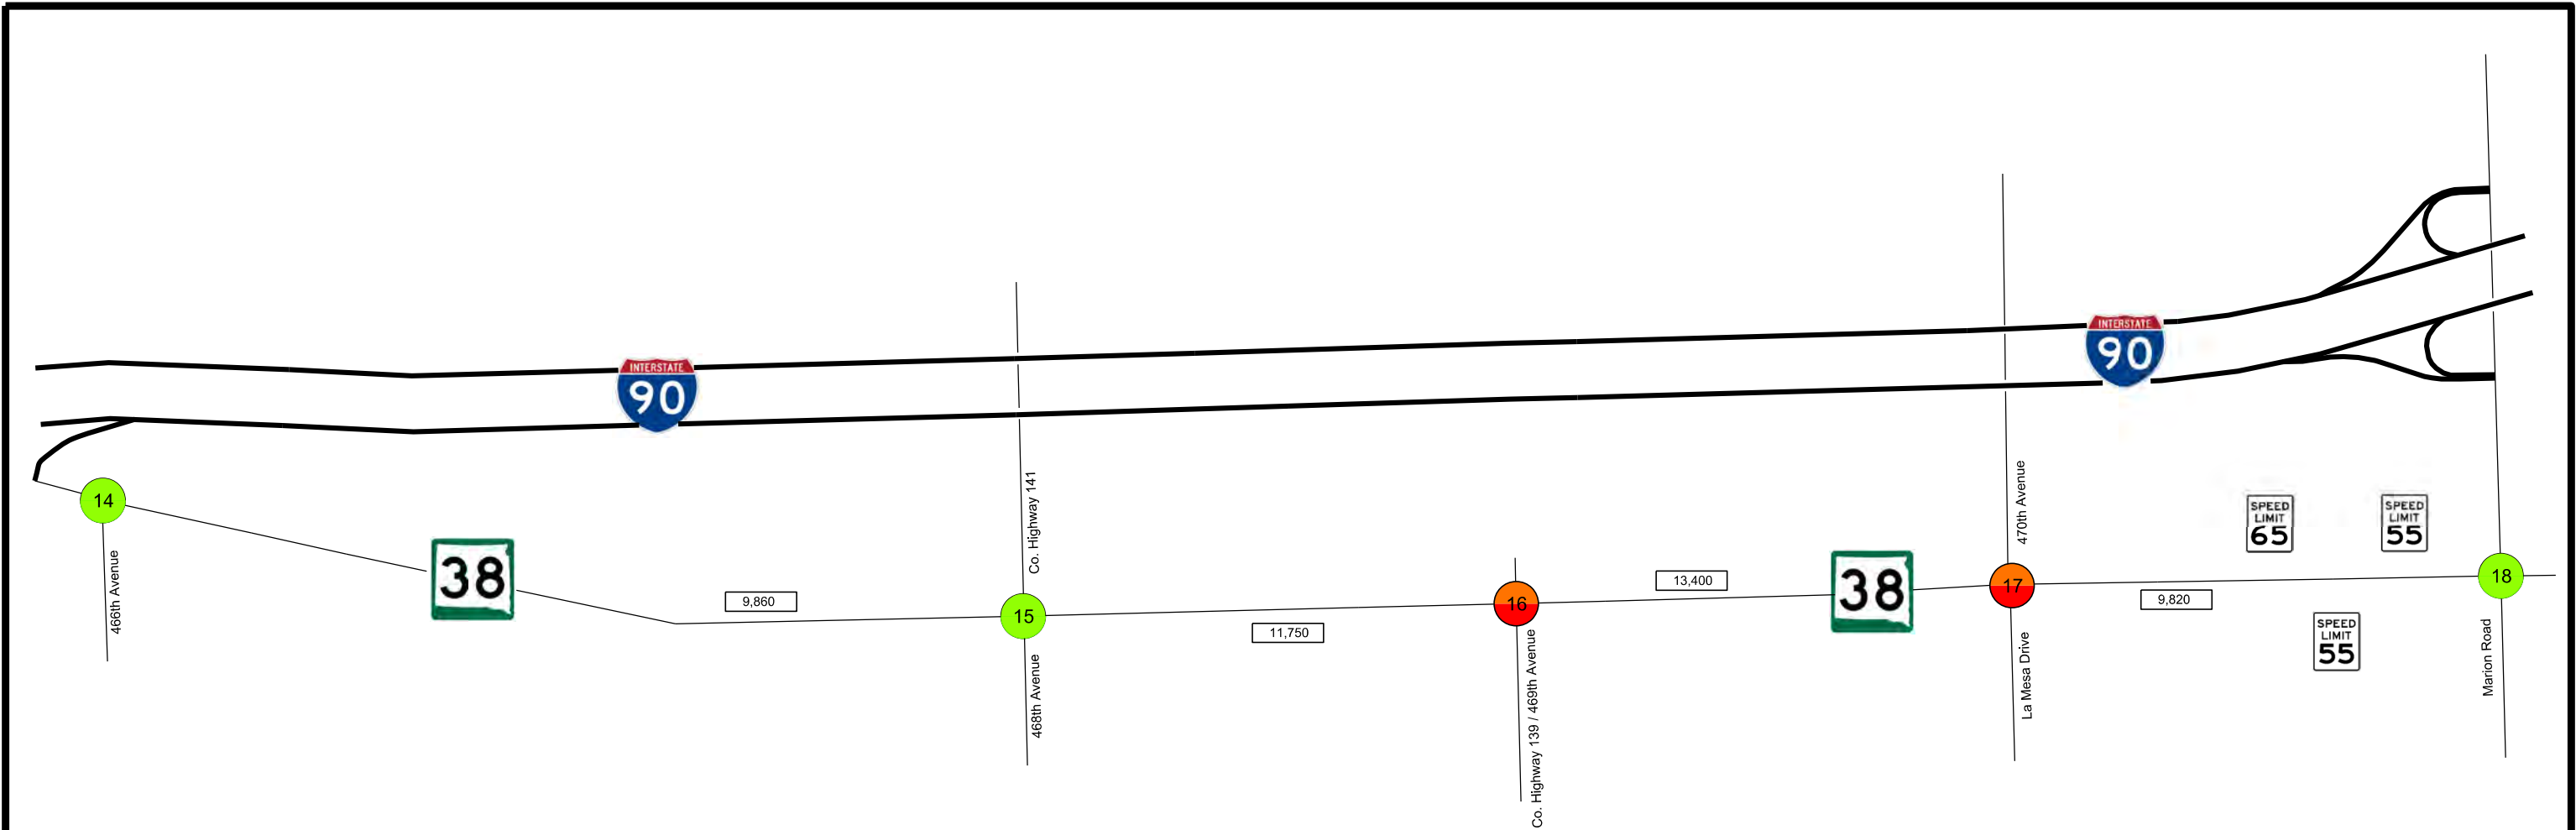 INTERSTATE
90
INTERSTATE
90
14
466th Avenue
38
9,860
Co. Highway 141
15
468th Avenue
11,750
16
Co. Highway 139 / 469th Avenue
13,400
38
470th Avenue
17
La Mesa Drive
9,820
SPEED
LIMIT
65
SPEED
LIMIT
55
SPEED
LIMIT
55
18
Marion Road